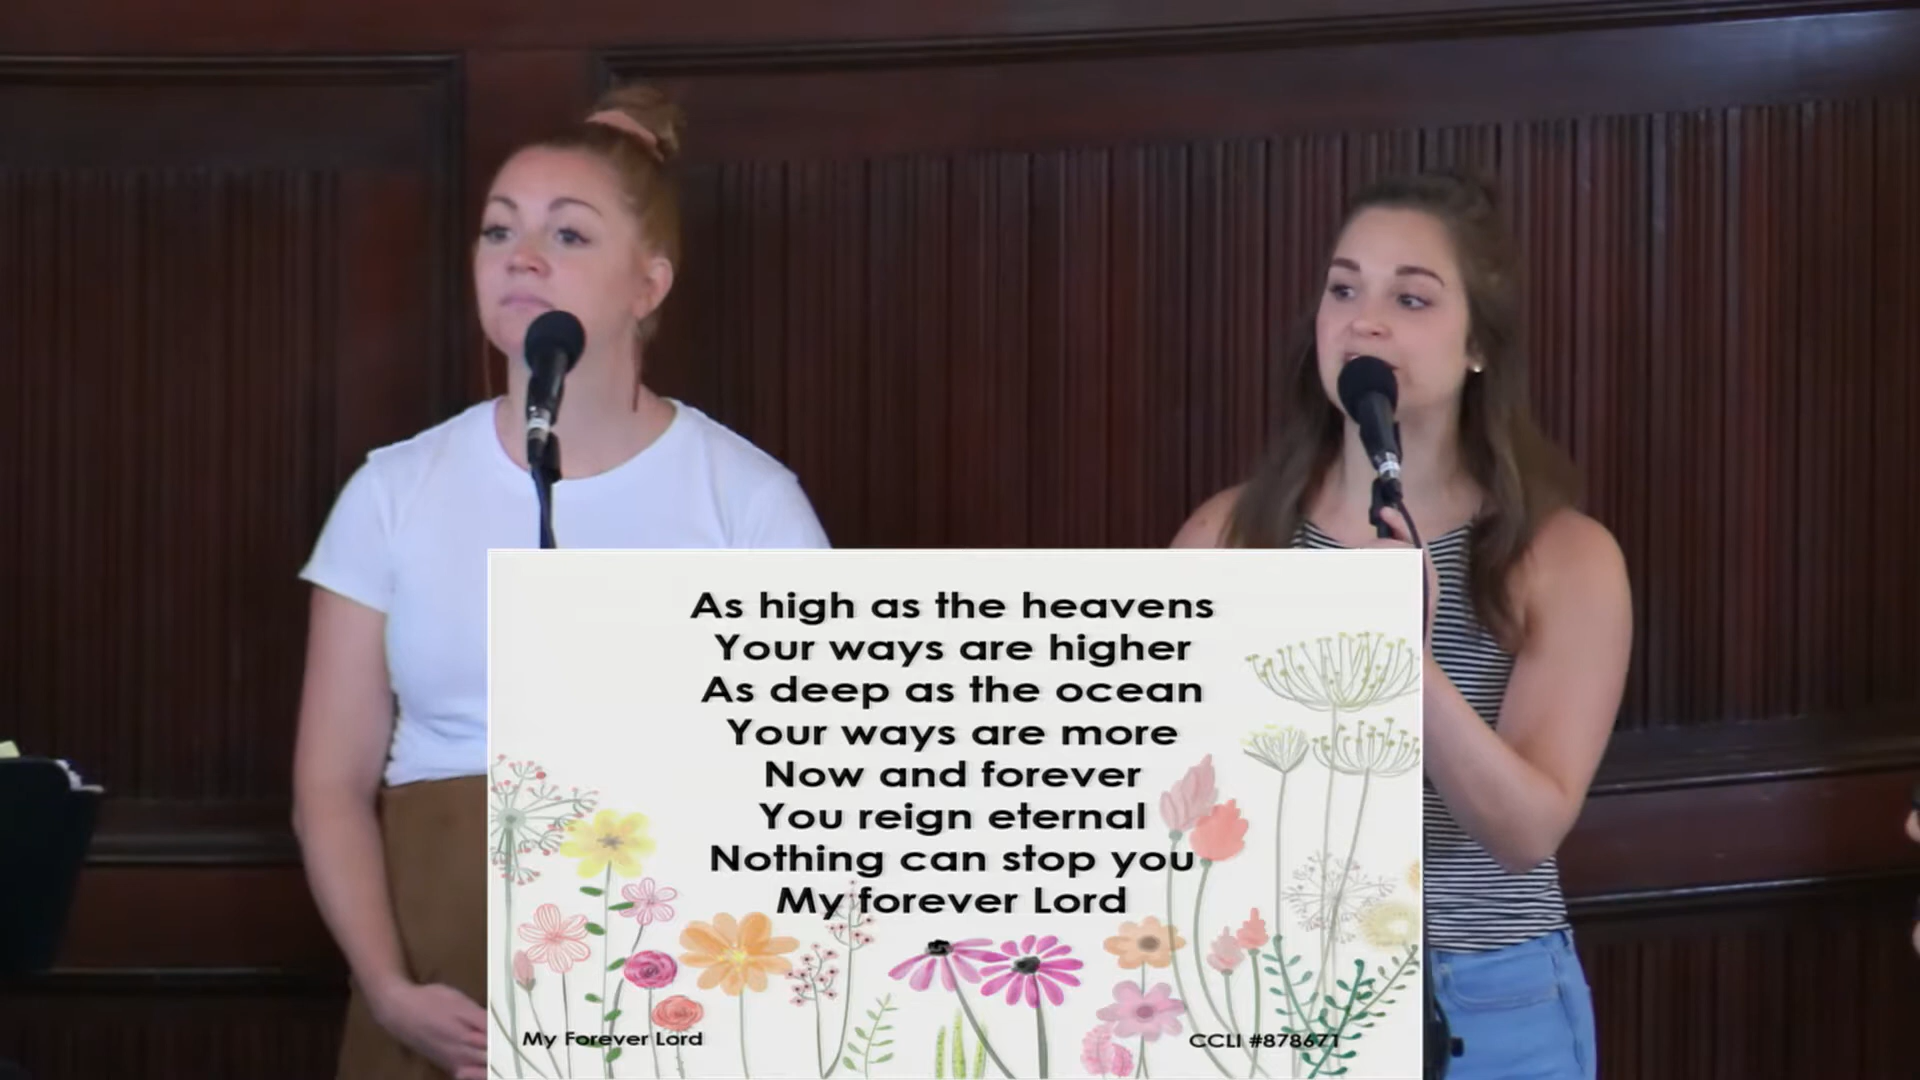 As high as the heavens
Your ways are higher
As deep as the ocean
Your ways are more
Now and forever
You reign eternal
Nothing can stop you
My forever Lord
My Forever Lord
CCLI #878671